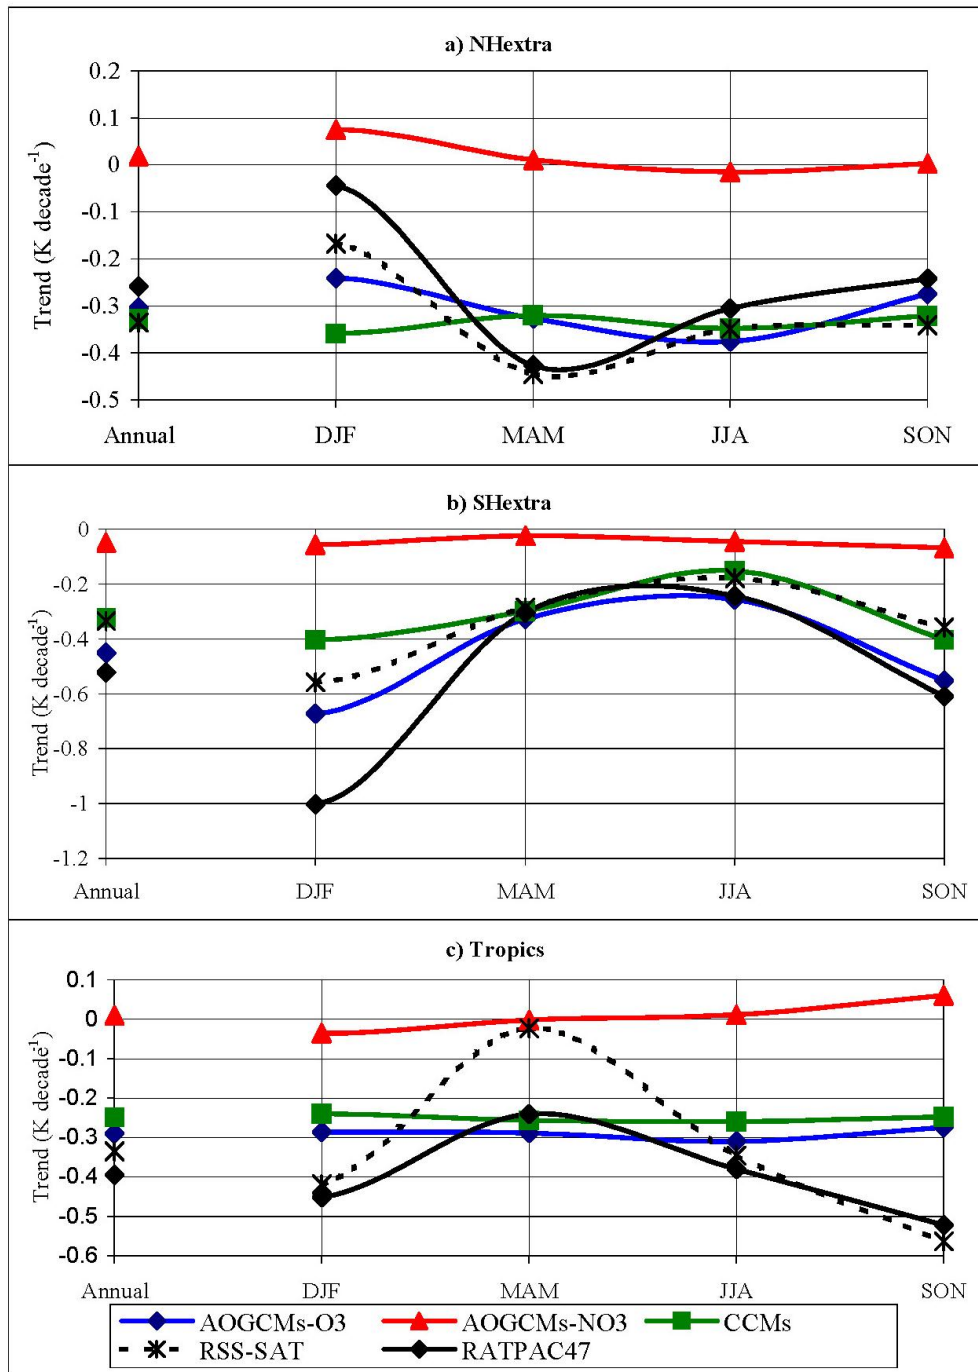 a) NHextra
0.2
0.1
0
-0.1
-0.2
-0.3
-0.4
-0.5
Trend (K decade⁻¹)
Annual DJF MAM JJA SON
b) SHextra
0
-0.2
-0.4
-0.6
-0.8
-1
-1.2
Trend (K decade⁻¹)
Annual DJF MAM JJA SON
c) Tropics
0.1
0
-0.1
-0.2
-0.3
-0.4
-0.5
-0.6
Trend (K decade⁻¹)
Annual DJF MAM JJA SON
AOGCMs-O3 AOGCMs-NO3 CCMs
RSS-SAT RATPAC47